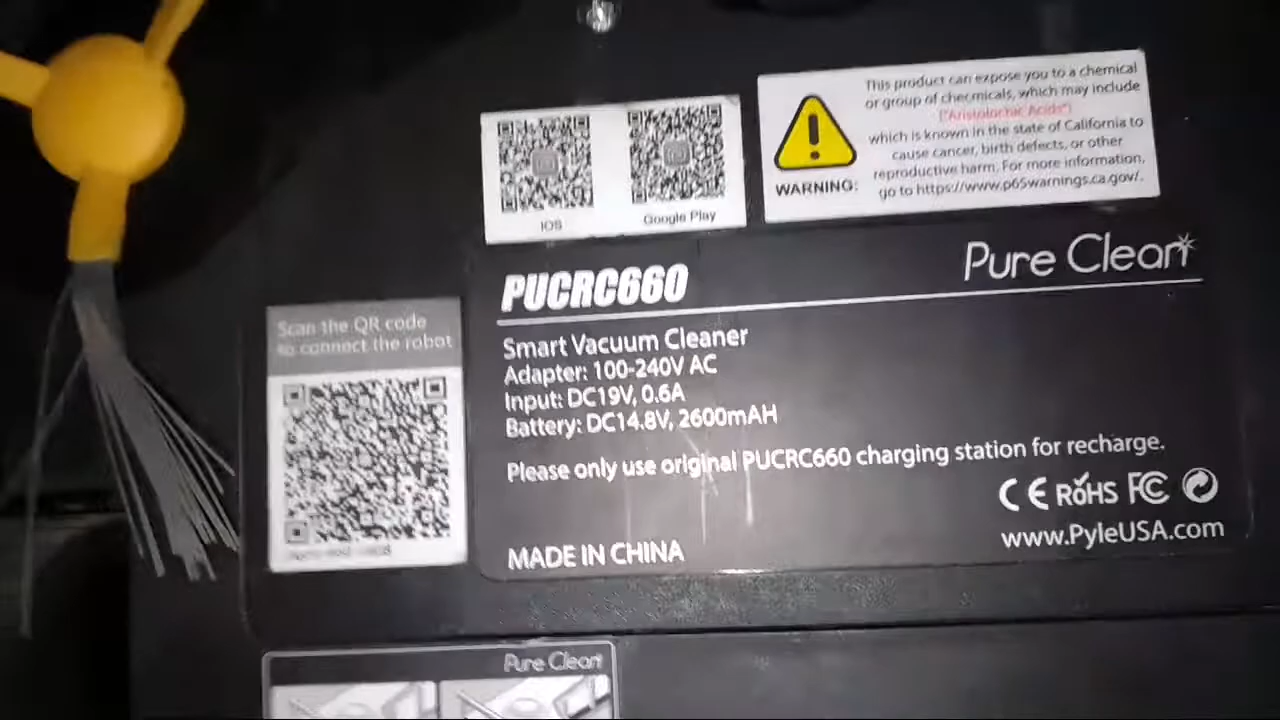 This product can expose you to a chemical
or group of checmicals, which may include
("Aristolochic Acids")
which is known in the state of California to
cause cancer, birth defects, or other
reproductive harm. For more information,
go to https://www.p65warnings.ca.gov/.
WARNING:
IOS
Google Play
PUCRC660
Pure Clean
Scan the QR code
to connect the robot
Smart Vacuum Cleaner
Adapter: 100-240V AC
Input: DC19V, 0.6A
Battery: DC14.8V, 2600mAH
Please only use original PUCRC660 charging station for recharge.
CE RoHS FC
www.PyleUSA.com
MADE IN CHINA
Pure Clean